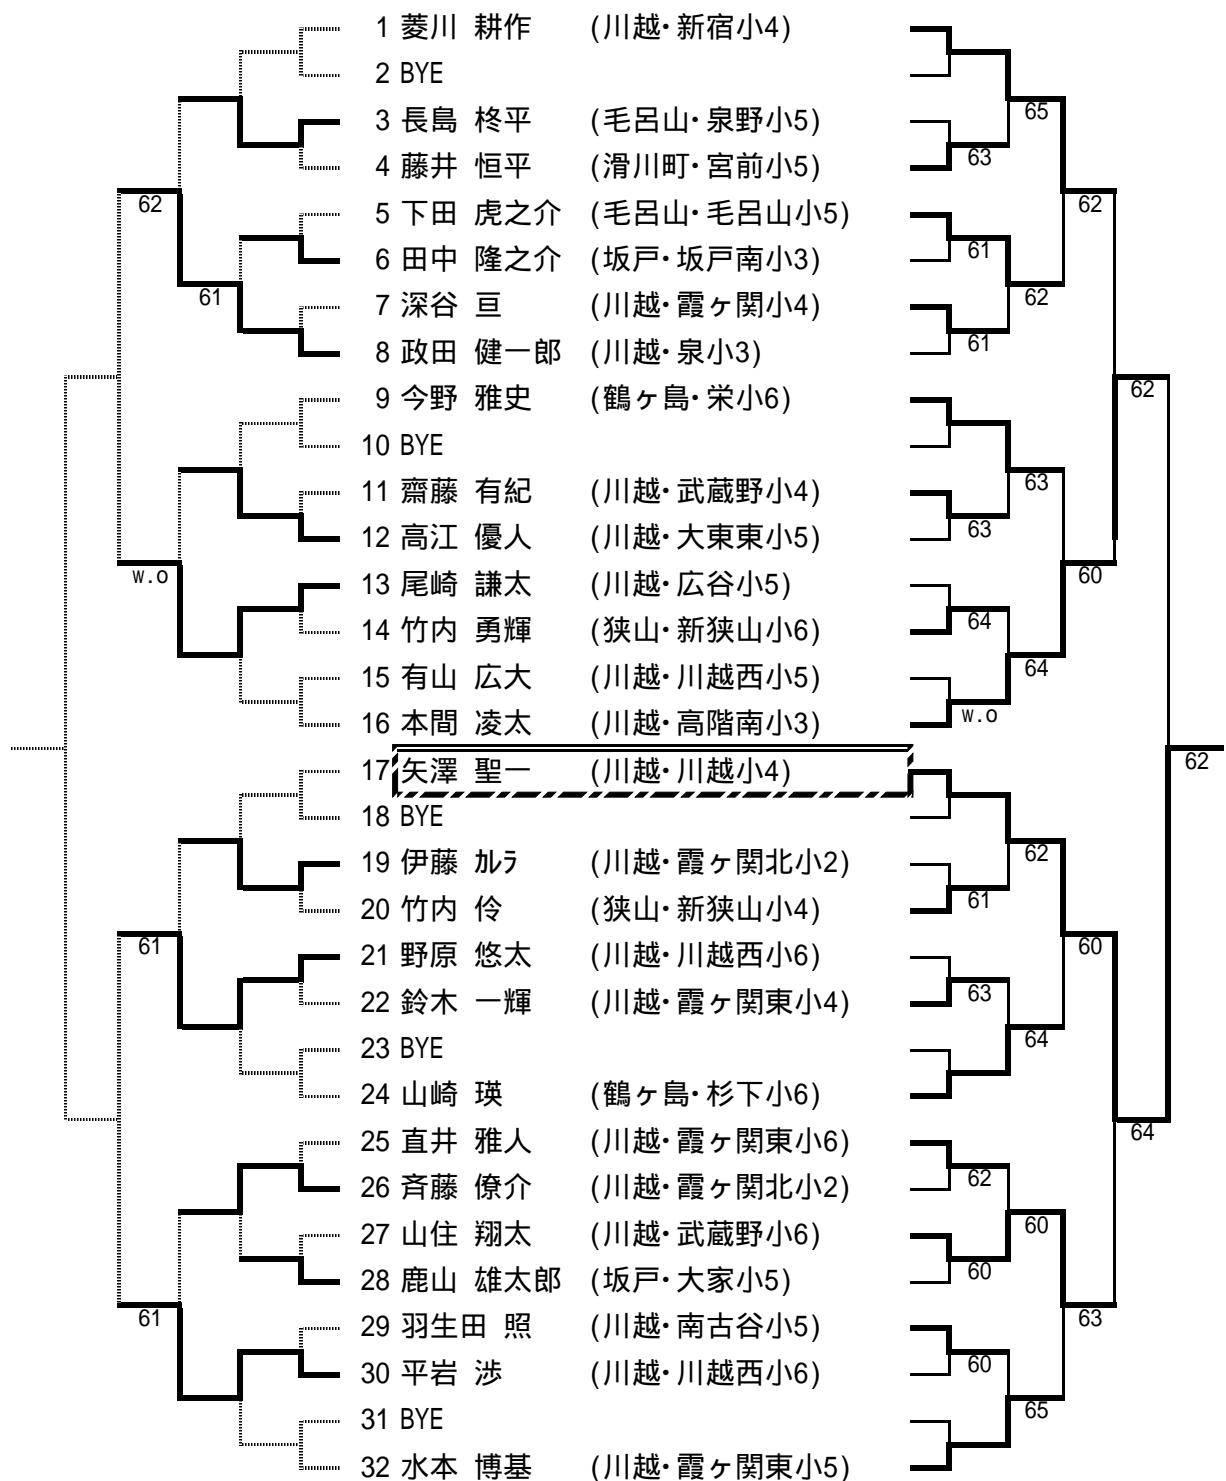 1 菱川 耕作 (川越・新宿小4)
2 BYE
65
3 長島 柊平 (毛呂山・泉野小5)
63
4 藤井 恒平 (滑川町・宮前小5)
62 62
5 下田 虎之介 (毛呂山・毛呂山小5)
61
6 田中 隆之介 (坂戸・坂戸南小3)
61 62
7 深谷 亘 (川越・霞ヶ関小4)
61
8 政田 健一郎 (川越・泉小3)
62
9 今野 雅史 (鶴ヶ島・栄小6)
10 BYE
63
11 齋藤 有紀 (川越・武蔵野小4)
63
12 高江 優人 (川越・大東東小5)
w.o 60
13 尾崎 謙太 (川越・広谷小5)
64
14 竹内 勇輝 (狭山・新狭山小6)
64
15 有山 広大 (川越・川越西小5)
w.o
16 本間 凌太 (川越・高階南小3)
62
17 矢澤 聖一 (川越・川越小4)
18 BYE
62
19 伊藤 カルラ (川越・霞ヶ関北小2)
61
20 竹内 伶 (狭山・新狭山小4)
61 60
21 野原 悠太 (川越・川越西小6)
63
22 鈴木 一輝 (川越・霞ヶ関東小4)
64
23 BYE
24 山崎 瑛 (鶴ヶ島・杉下小6)
64
25 直井 雅人 (川越・霞ヶ関東小6)
62
26 斉藤 僚介 (川越・霞ヶ関北小2)
60
27 山住 翔太 (川越・武蔵野小6)
60
28 鹿山 雄太郎 (坂戸・大家小5)
61 63
29 羽生田 照 (川越・南古谷小5)
60
30 平岩 渉 (川越・川越西小6)
65
31 BYE
32 水本 博基 (川越・霞ヶ関東小5)